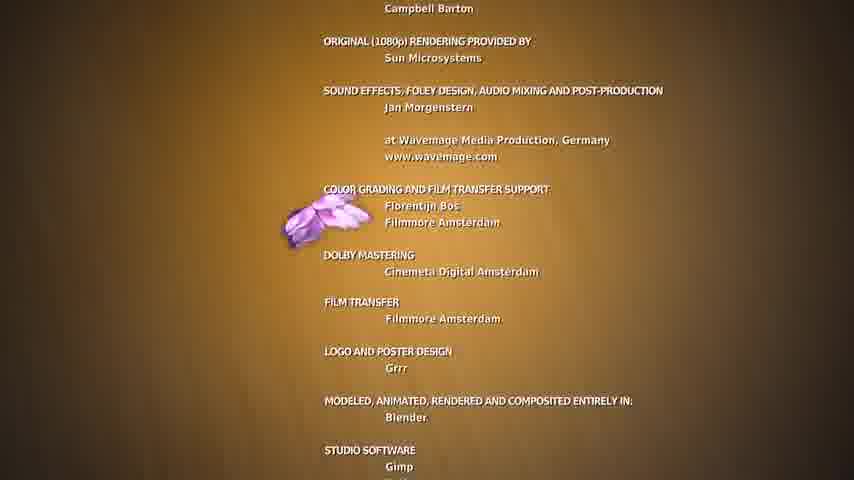 Campbell Barton
ORIGINAL (1080p) RENDERING PROVIDED BY
Sun Microsystems
SOUND EFFECTS, FOLEY DESIGN, AUDIO MIXING AND POST-PRODUCTION
Jan Morgenstern
at Wavemage Media Production, Germany
www.wavemage.com
COLOR GRADING AND FILM TRANSFER SUPPORT
Florentijn Bos
Filmmore Amsterdam
DOLBY MASTERING
Cinemeta Digital Amsterdam
FILM TRANSFER
Filmmore Amsterdam
LOGO AND POSTER DESIGN
Grrr
MODELED, ANIMATED, RENDERED AND COMPOSITED ENTIRELY IN:
Blender
STUDIO SOFTWARE
Gimp